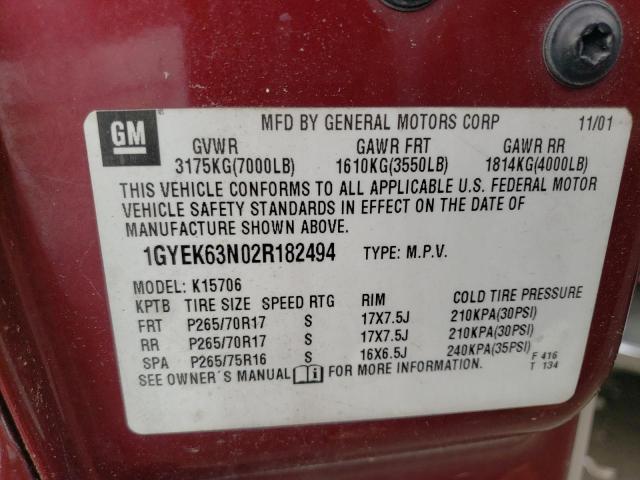 GM
MFD BY GENERAL MOTORS CORP 11/01
GVWR GAWR FRT GAWR RR
3175KG(7000LB) 1610KG(3550LB) 1814KG(4000LB)
THIS VEHICLE CONFORMS TO ALL APPLICABLE U.S. FEDERAL MOTOR
VEHICLE SAFETY STANDARDS IN EFFECT ON THE DATE OF
MANUFACTURE SHOWN ABOVE.
1GYEK63N02R182494 TYPE: M.P.V.
MODEL: K15706
KPTB TIRE SIZE SPEED RTG RIM COLD TIRE PRESSURE
FRT P265/70R17 S 17X7.5J 210KPA(30PSI)
RR P265/70R17 S 17X7.5J 210KPA(30PSI)
SPA P265/75R16 S 16X6.5J 240KPA(35PSI) F 416
SEE OWNER'S MANUAL i FOR MORE INFORMATION. T 134